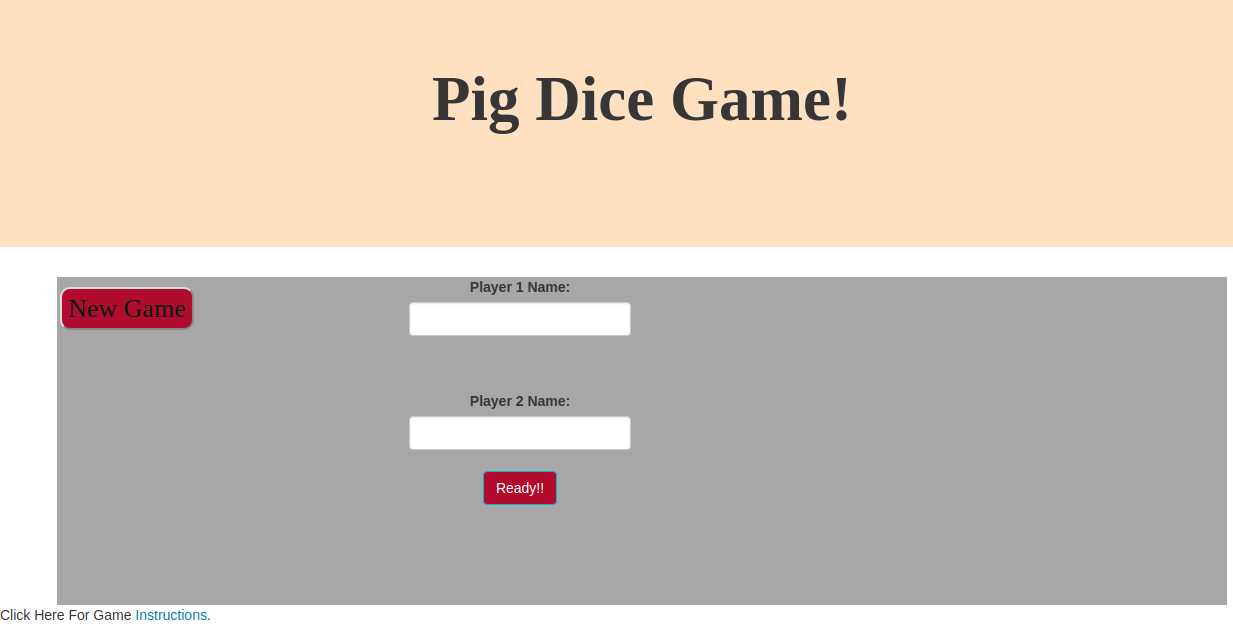 Pig Dice Game!
New Game
Player 1 Name:
Player 2 Name:
Ready!!
Click Here For Game Instructions.